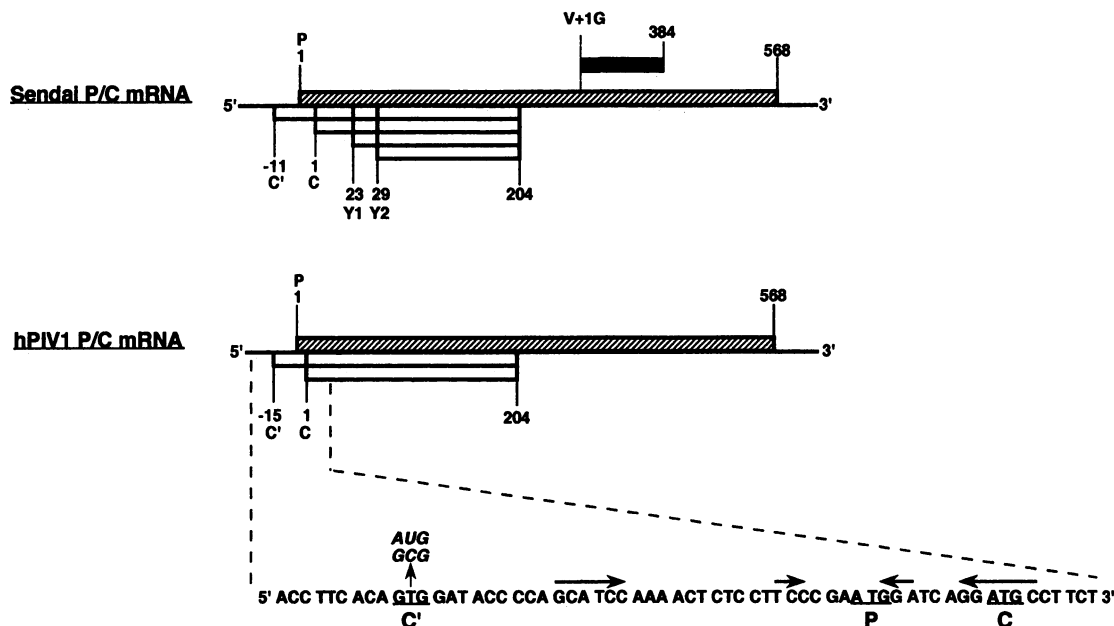 V+1G
P
384
1
568
Sendai P/C mRNA
5'
3'
-11
1
C'
C
23
29
204
Y1
Y2
P
1
568
hPIV1 P/C mRNA
5'
3'
-15
1
204
C'
C
AUG
GCG
5' ACC TTC ACA GTG GAT ACC CCA GCA TCC AAA ACT CTC CTT CCC GAA TGG ATC AGG ATG CCT TCT 3'
C'
P
C